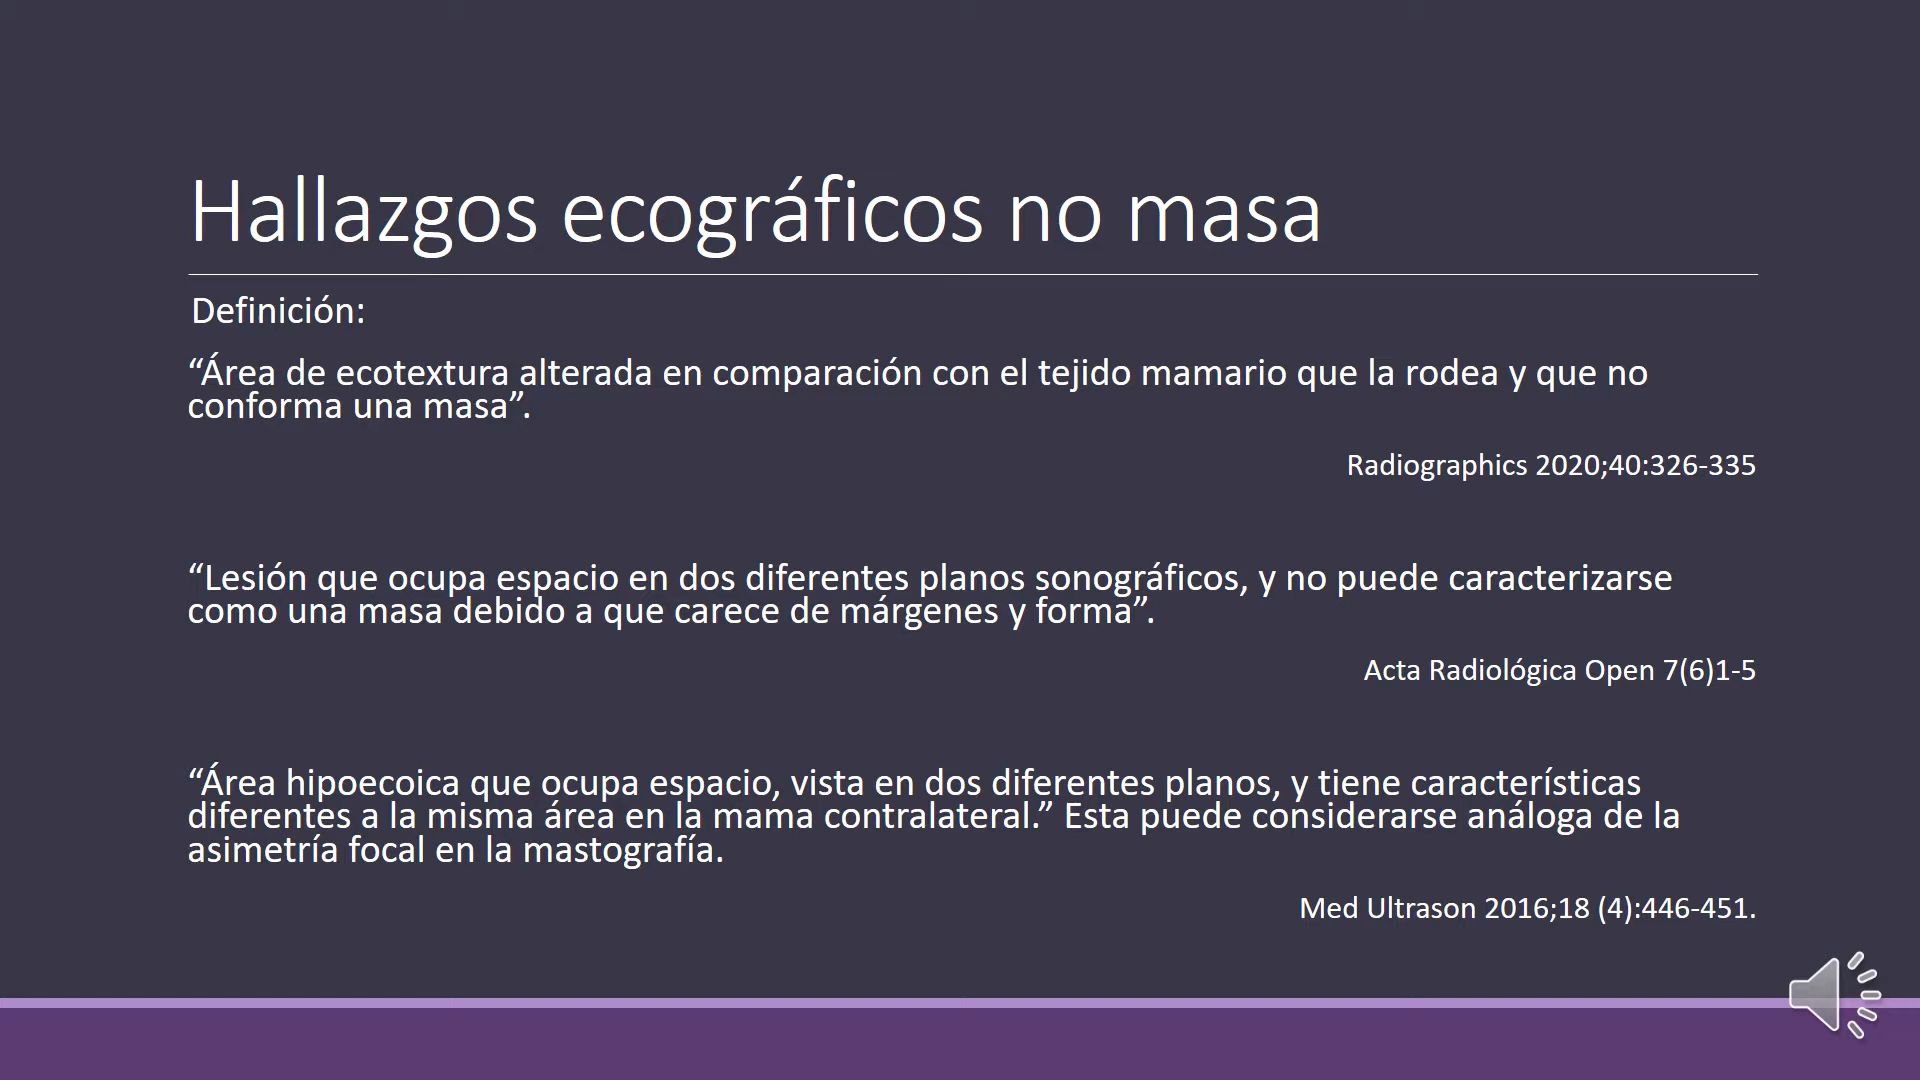 Hallazgos ecográficos no masa
Definición:
“Área de ecotextura alterada en comparación con el tejido mamario que la rodea y que no
conforma una masa”.
Radiographics 2020;40:326-335
“Lesión que ocupa espacio en dos diferentes planos sonográficos, y no puede caracterizarse
como una masa debido a que carece de márgenes y forma”.
Acta Radiológica Open 7(6)1-5
“Área hipoecoica que ocupa espacio, vista en dos diferentes planos, y tiene características
diferentes a la misma área en la mama contralateral.” Esta puede considerarse análoga de la
asimetría focal en la mastografía.
Med Ultrason 2016;18 (4):446-451.